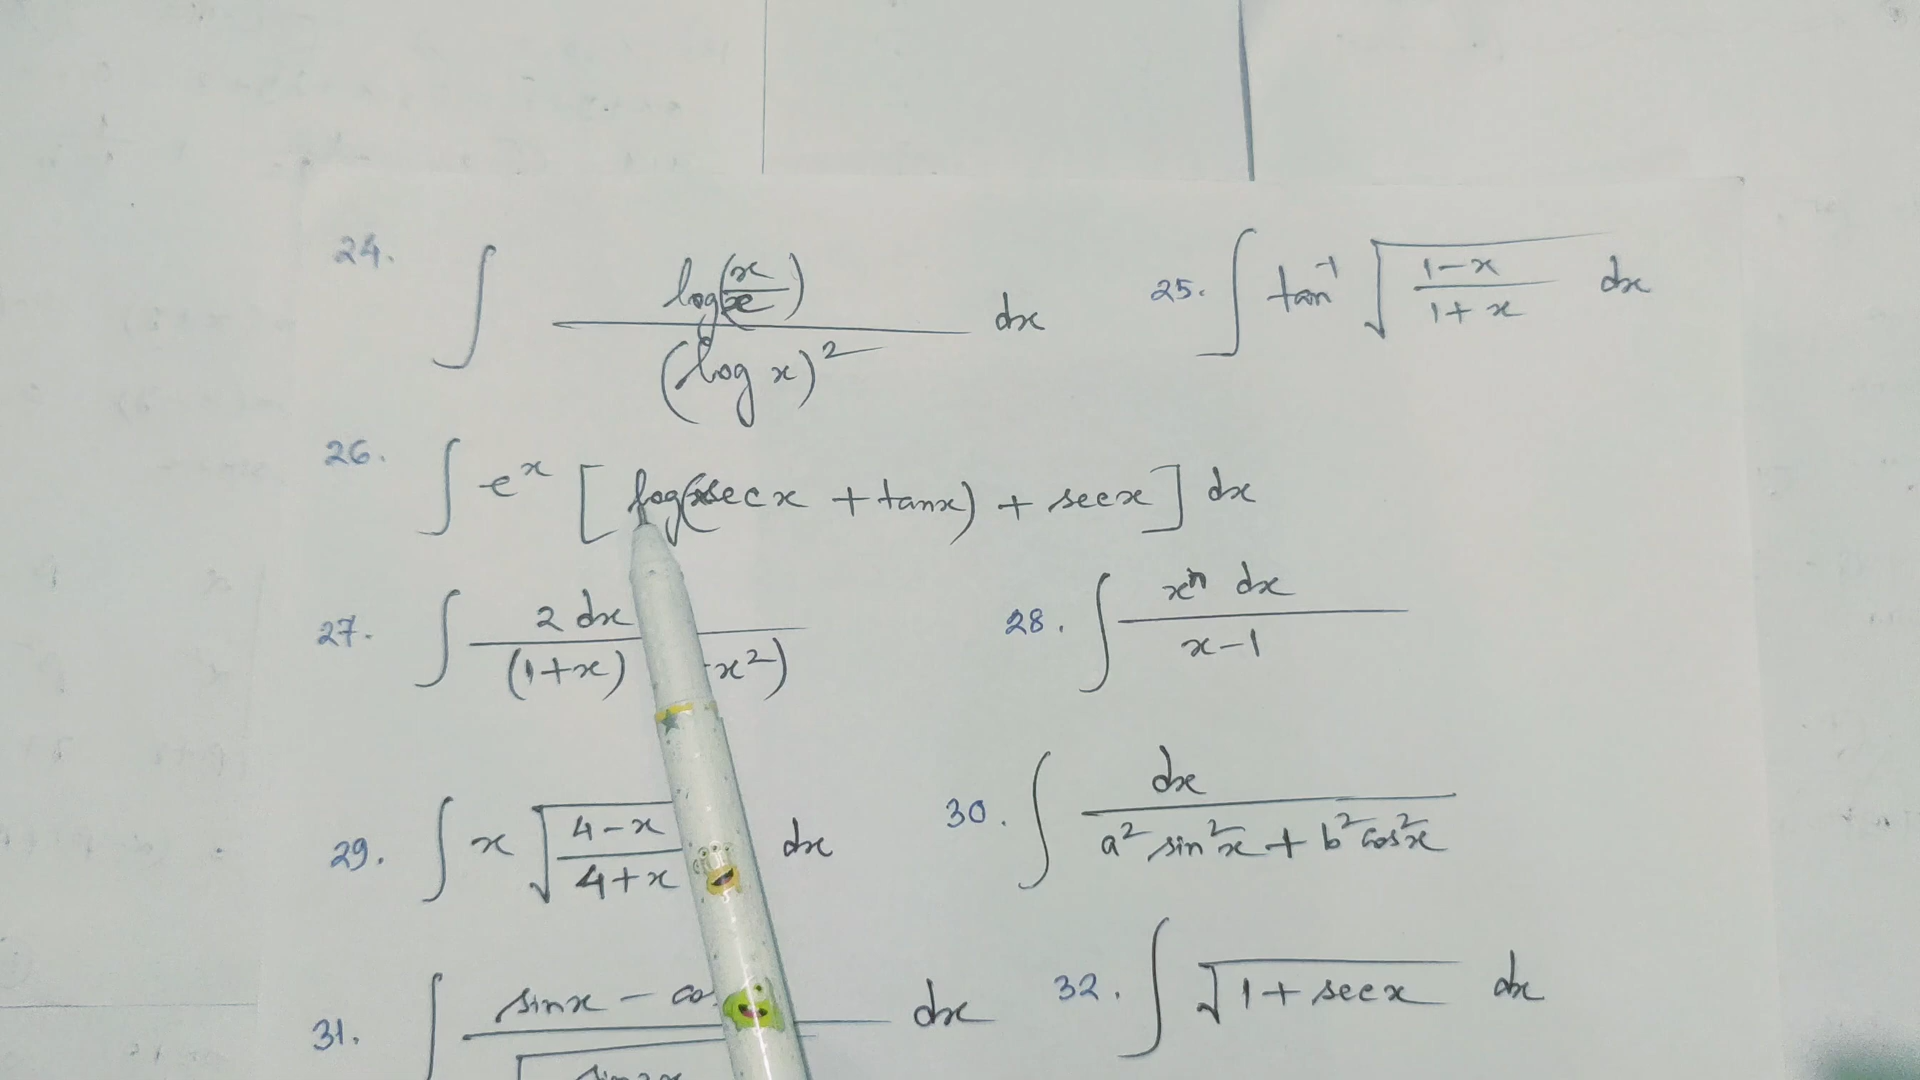 24. ∫ log(x/e) / (log x)² dx
25. ∫ tan⁻¹ √((1-x)/(1+x)) dx
26. ∫ eˣ [log(secx + tanx) + secx] dx
27. ∫ 2 dx / (1+x) x²)
28. ∫ xⁿ dx / x-1
29. ∫ x √((4-x)/(4+x)) dx
30. ∫ dx / a² sin²x + b² cos²x
31. ∫ sinx - dx
32. ∫ √(1 + secx) dx